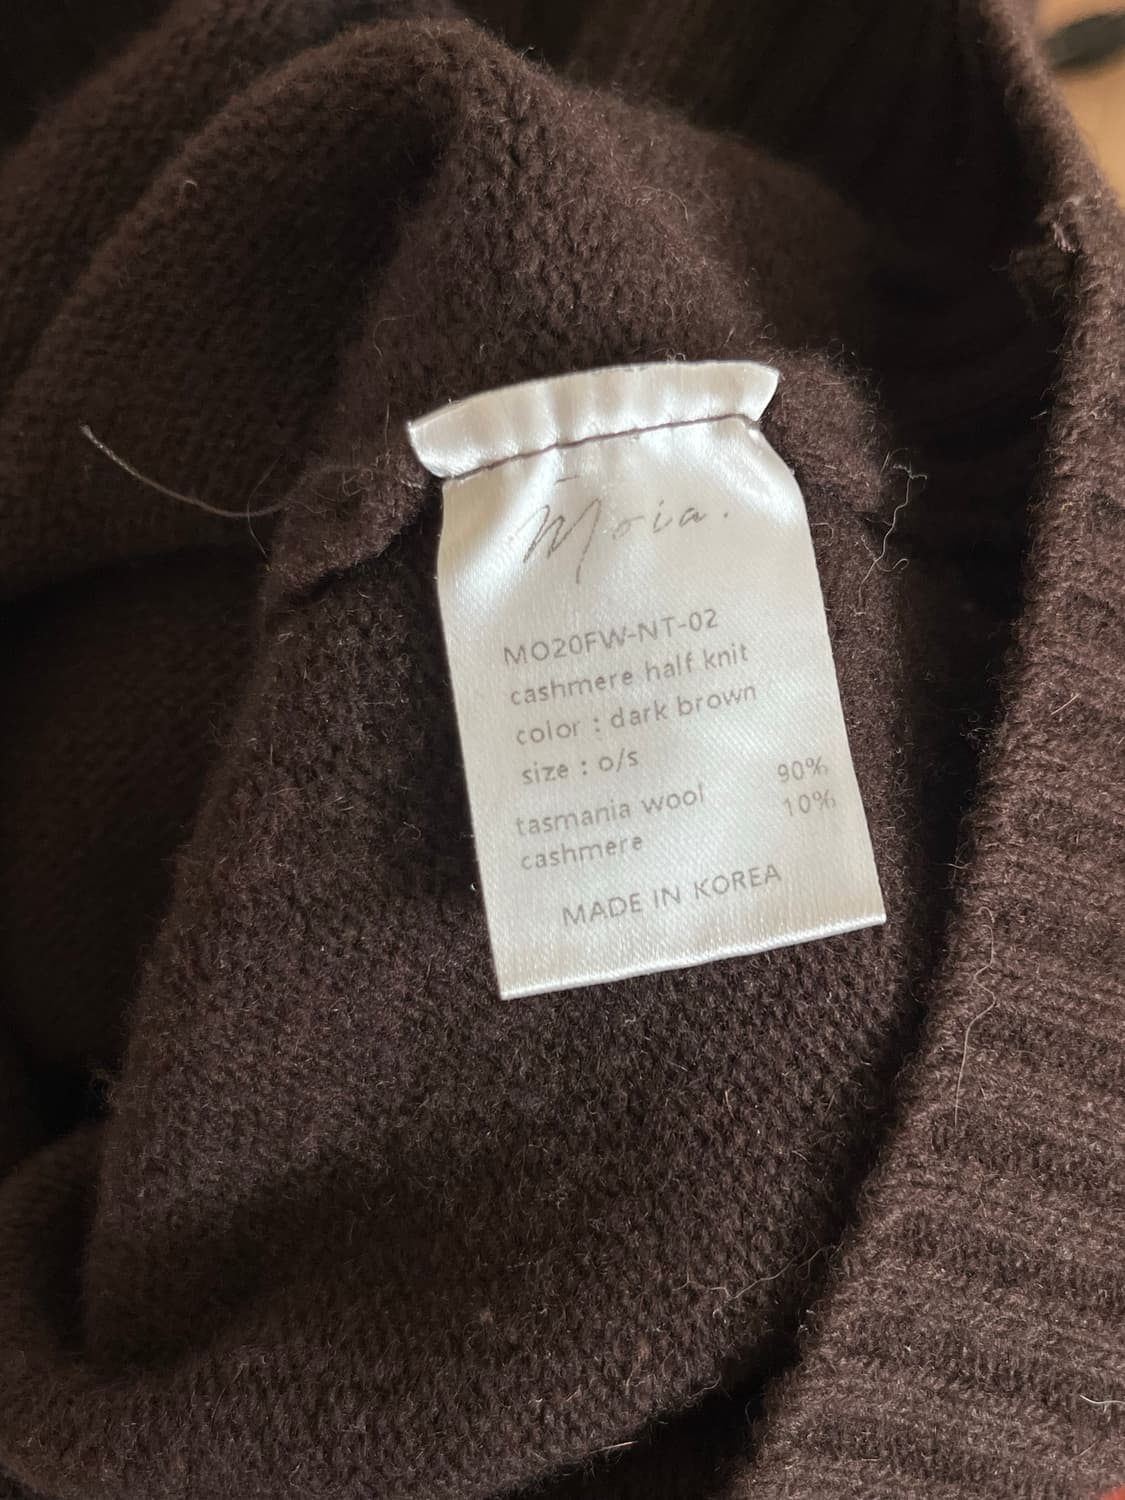 Moia.
MO20FW-NT-02
cashmere half knit
color : dark brown
size : o/s
tasmania wool 90%
cashmere 10%
MADE IN KOREA